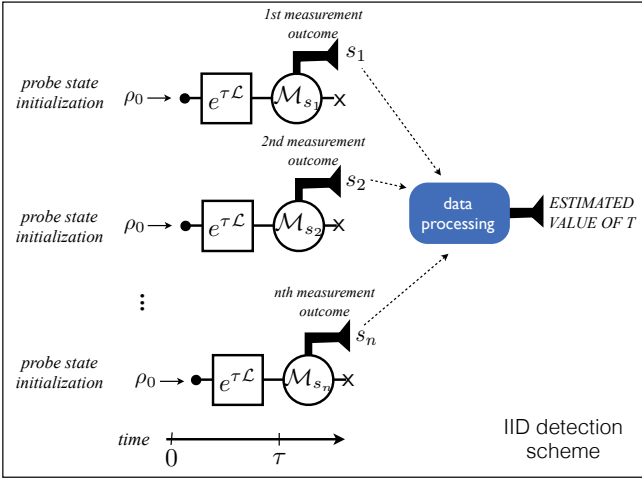 1st measurement
outcome
s₁
probe state
initialization
ρ₀
e^{τ𝓛}
𝓜_{s₁}
x
2nd measurement
outcome
s₂
probe state
initialization
ρ₀
e^{τ𝓛}
𝓜_{s₂}
x
data
processing
ESTIMATED
VALUE OF T
⋮
nth measurement
outcome
sₙ
probe state
initialization
ρ₀
e^{τ𝓛}
𝓜_{sₙ}
x
time
0
τ
IID detection
scheme